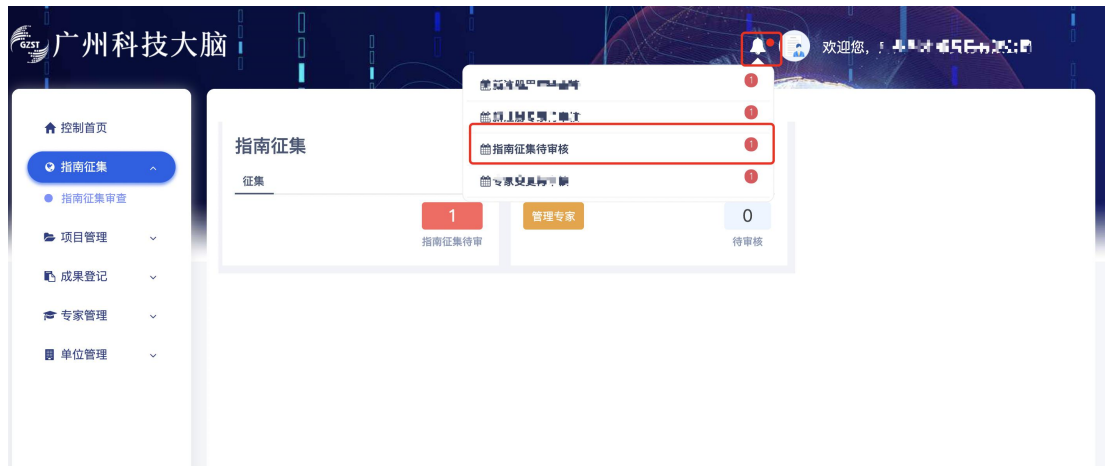 GZST 广州科技大脑
欢迎您,
1
1
指南征集待审核 1
1
控制首页
指南征集
指南征集审查
项目管理
成果登记
专家管理
单位管理
指南征集
征集
1
指南征集待审
管理专家
0
待审核